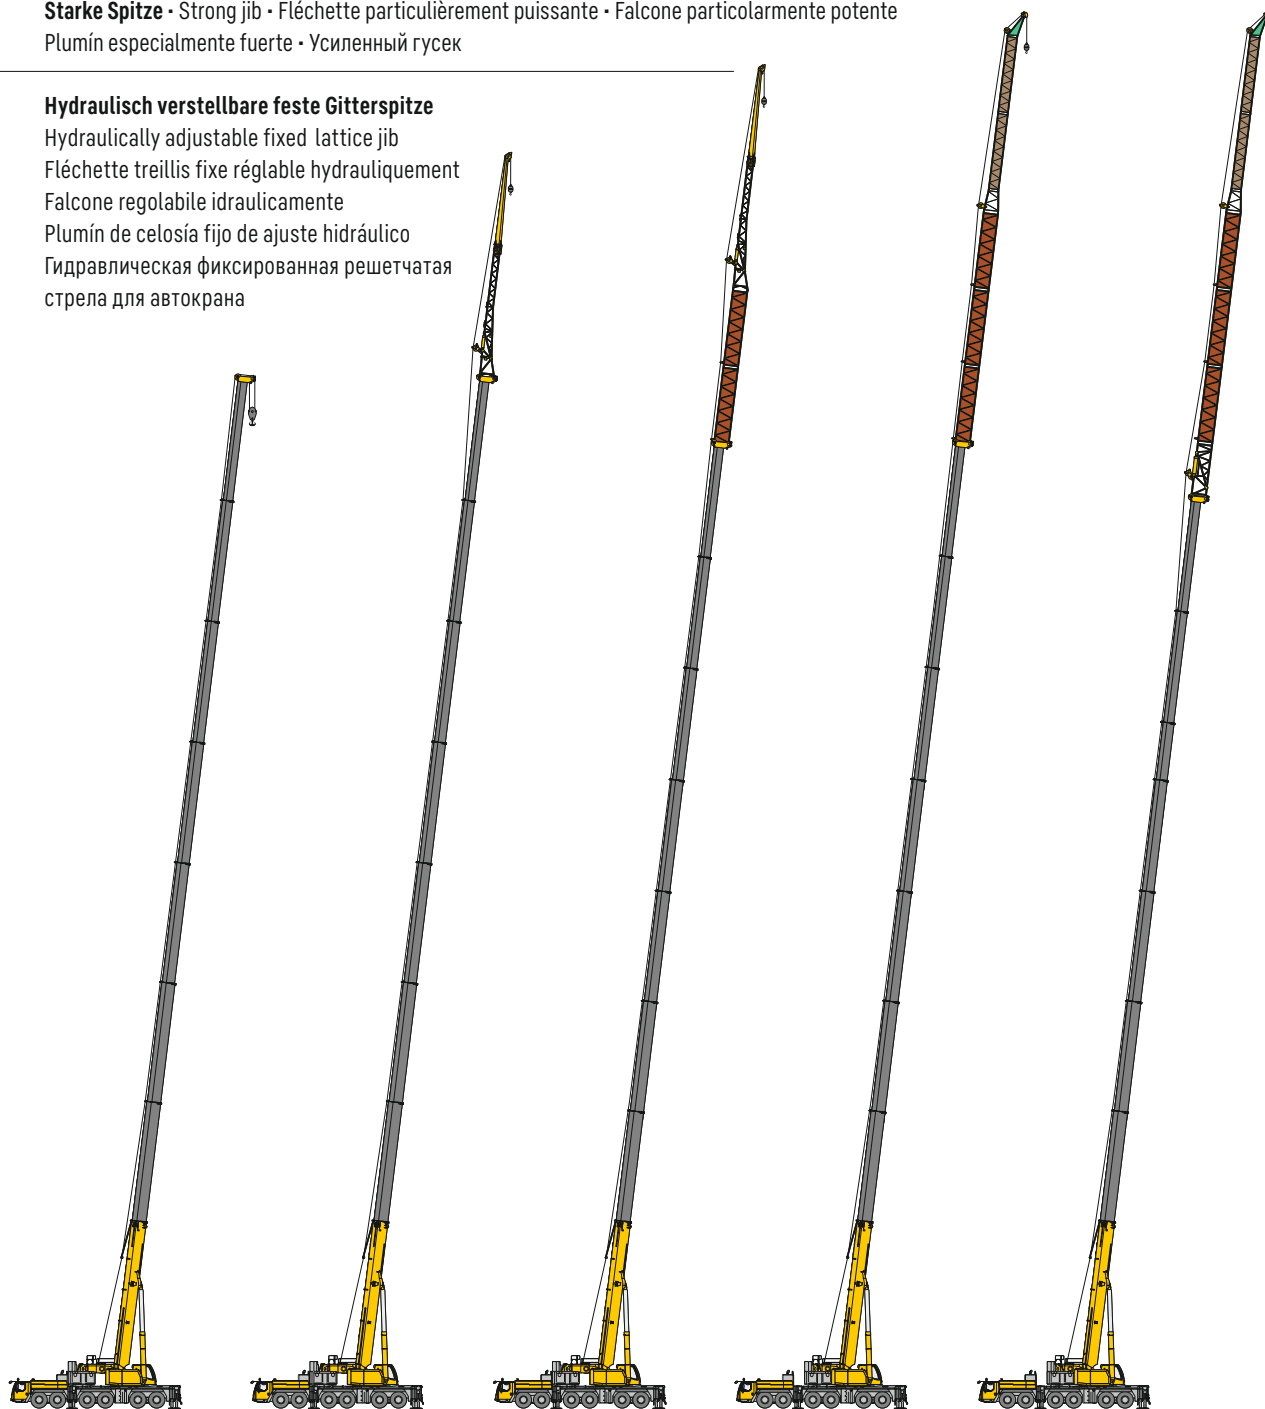 Starke Spitze · Strong jib · Fléchette particulièrement puissante · Falcone particolarmente potente
Plumín especialmente fuerte · Усиленный гусек
Hydraulisch verstellbare feste Gitterspitze
Hydraulically adjustable fixed lattice jib
Fléchette treillis fixe réglable hydrauliquement
Falcone regolabile idraulicamente
Plumín de celosía fijo de ajuste hidráulico
Гидравлическая фиксированная решетчатая
стрела для автокрана